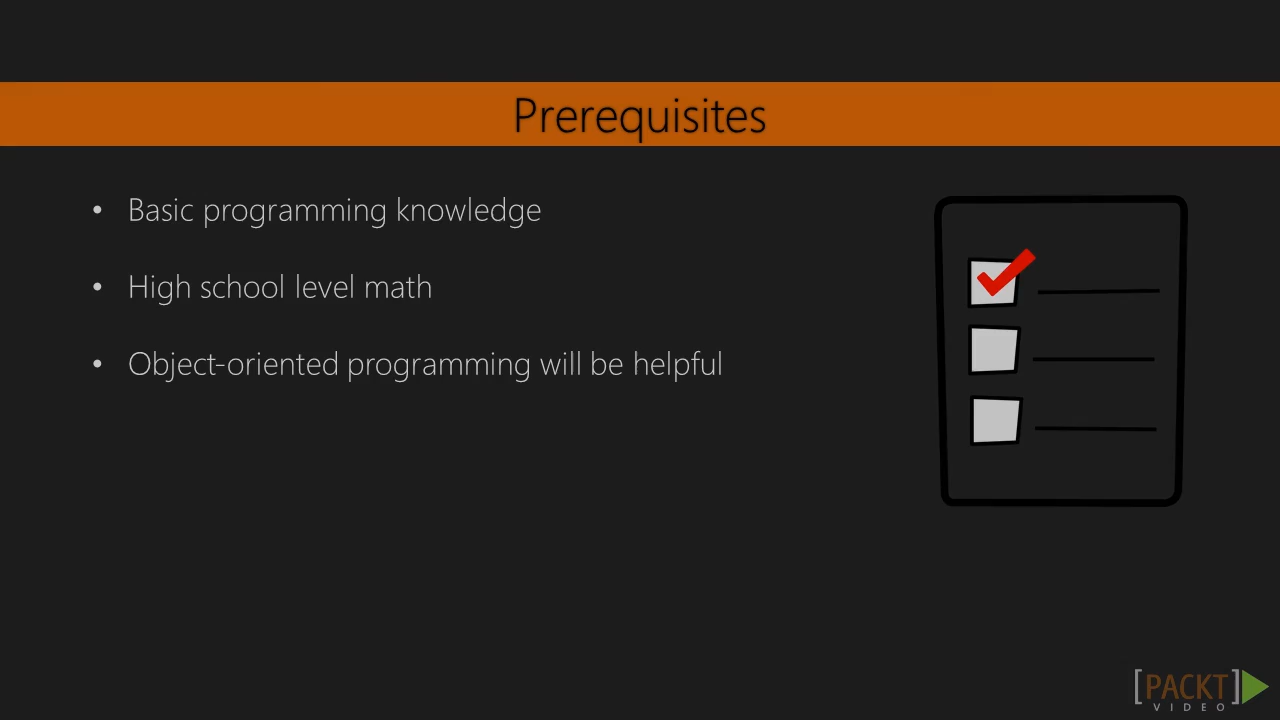 Prerequisites
• Basic programming knowledge
• High school level math
• Object-oriented programming will be helpful
[PACKT]
VIDEO